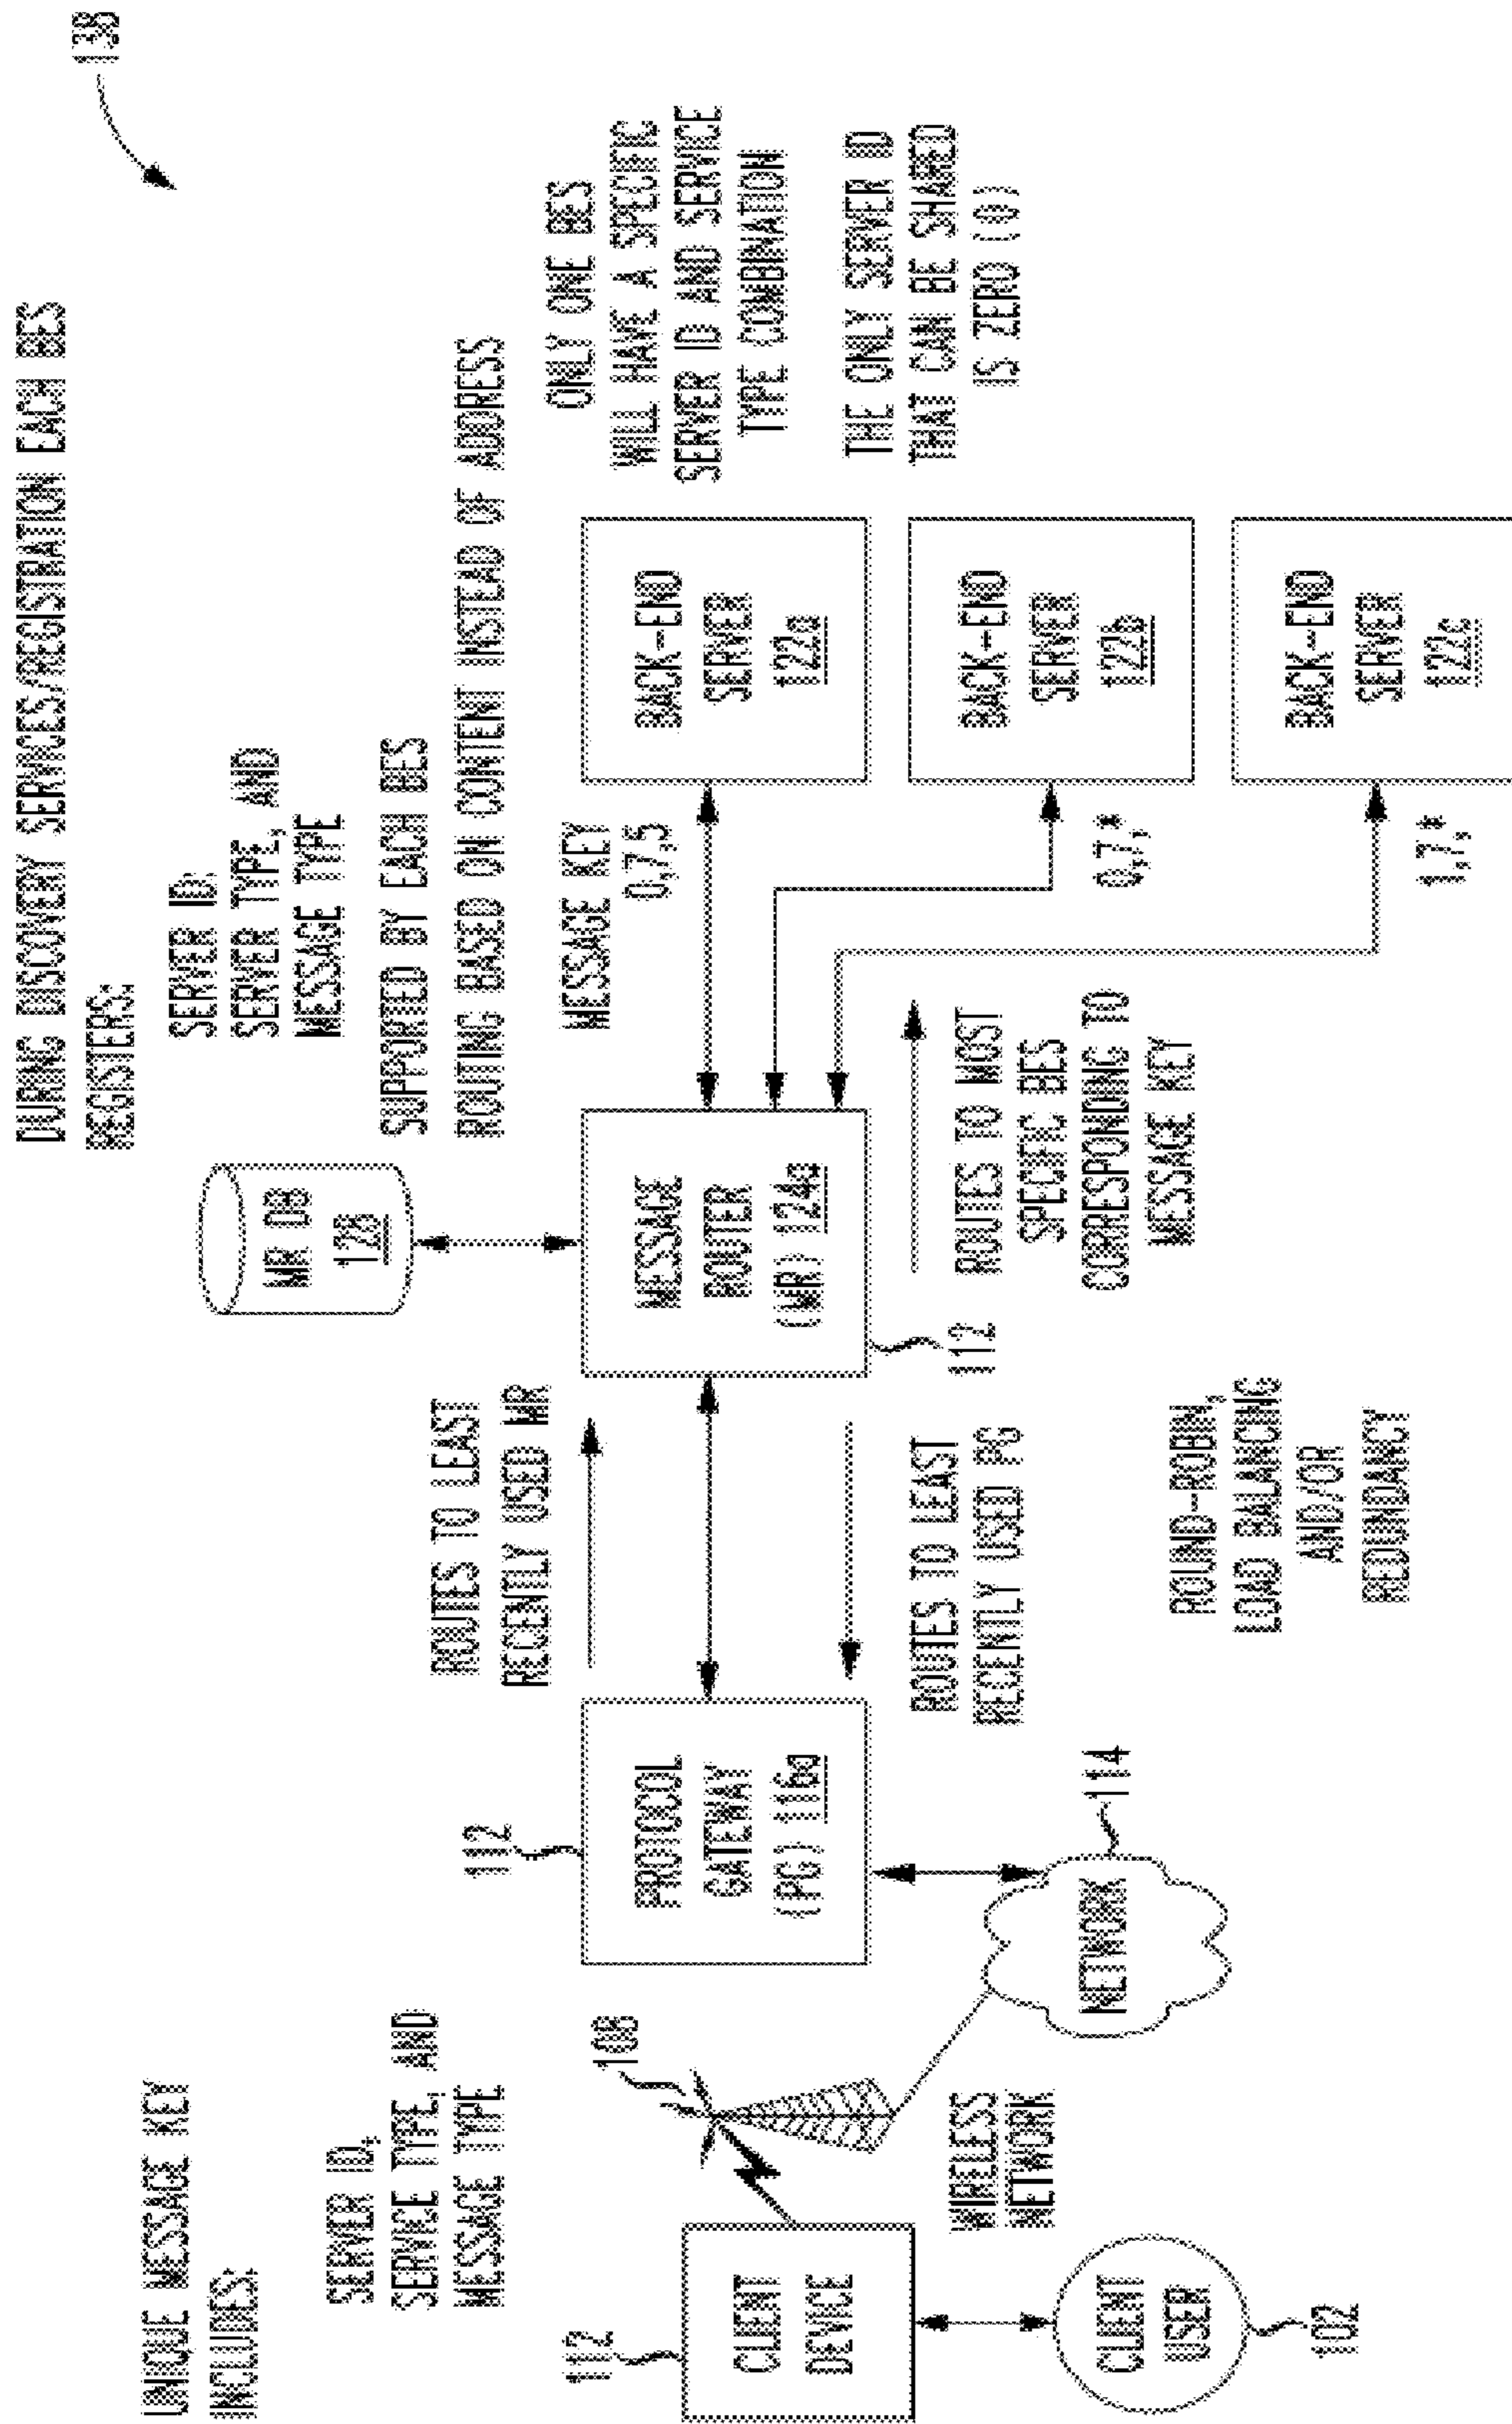 138
DURING DISCOVERY SERVICES/REGISTRATION EACH BES
REGISTERS:
SERVER ID,
SERVER TYPE, AND
MESSAGE TYPE
SUPPORTED BY EACH BES
ROUTING BASED ON CONTENT INSTEAD OF ADDRESS
UNIQUE MESSAGE KEY
INCLUDES:
SERVER ID,
SERVICE TYPE, AND
MESSAGE TYPE
112
CLIENT
DEVICE
CLIENT
USER
102
108
WIRELESS
NETWORK
NETWORK
114
112
PROTOCOL
GATEWAY
(PG) 116a
ROUTES TO LEAST
RECENTLY USED MR
ROUTES TO LEAST
RECENTLY USED PG
ROUND-ROBIN,
LOAD BALANCING
AND/OR
REDUNDANCY
MR DB
128
MESSAGE
ROUTER
(MR) 124a
112
ROUTES TO MOST
SPECIFIC BES
CORRESPONDING TO
MESSAGE KEY
MESSAGE KEY
0,7,5
0,7,*
1,7,*
BACK-END
SERVER
122a
BACK-END
SERVER
122b
BACK-END
SERVER
122c
ONLY ONE BES
WILL HAVE A SPECIFIC
SERVER ID AND SERVICE
TYPE COMBINATION
THE ONLY SERVER ID
THAT CAN BE SHARED
IS ZERO (0)